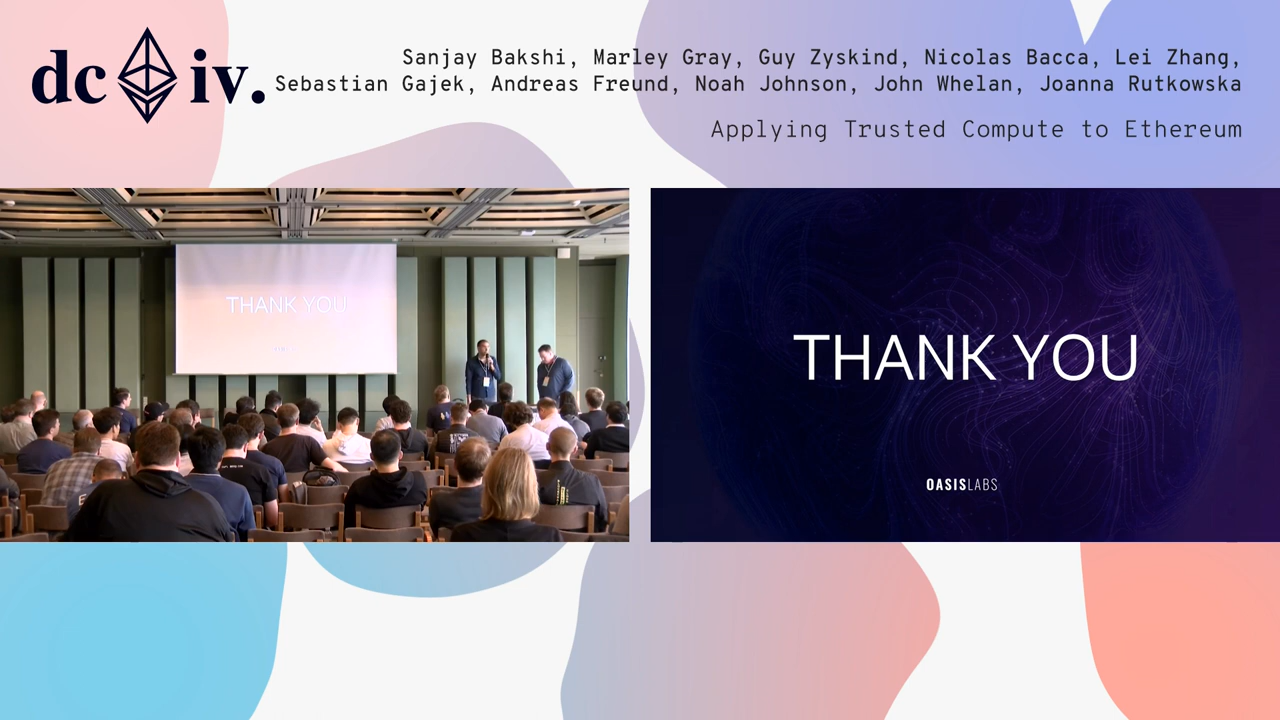 dc iv.
Sanjay Bakshi, Marley Gray, Guy Zyskind, Nicolas Bacca, Lei Zhang,
Sebastian Gajek, Andreas Freund, Noah Johnson, John Whelan, Joanna Rutkowska
Applying Trusted Compute to Ethereum
THANK YOU
THANK YOU
OASISLABS